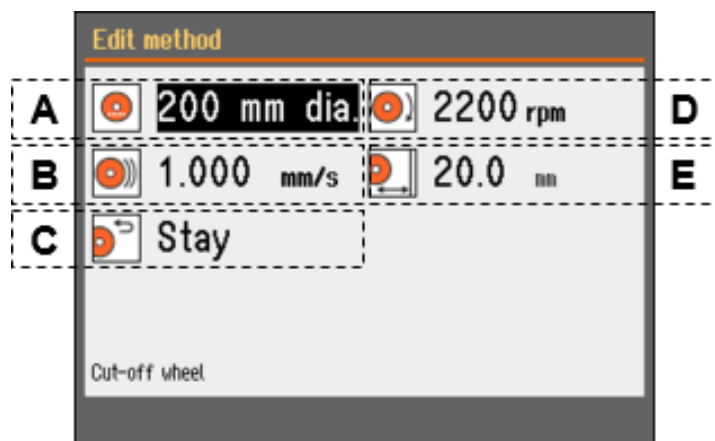 Edit method
A 200 mm dia. 2200 rpm D
B 1.000 mm/s 20.0 mm E
C Stay
Cut-off wheel